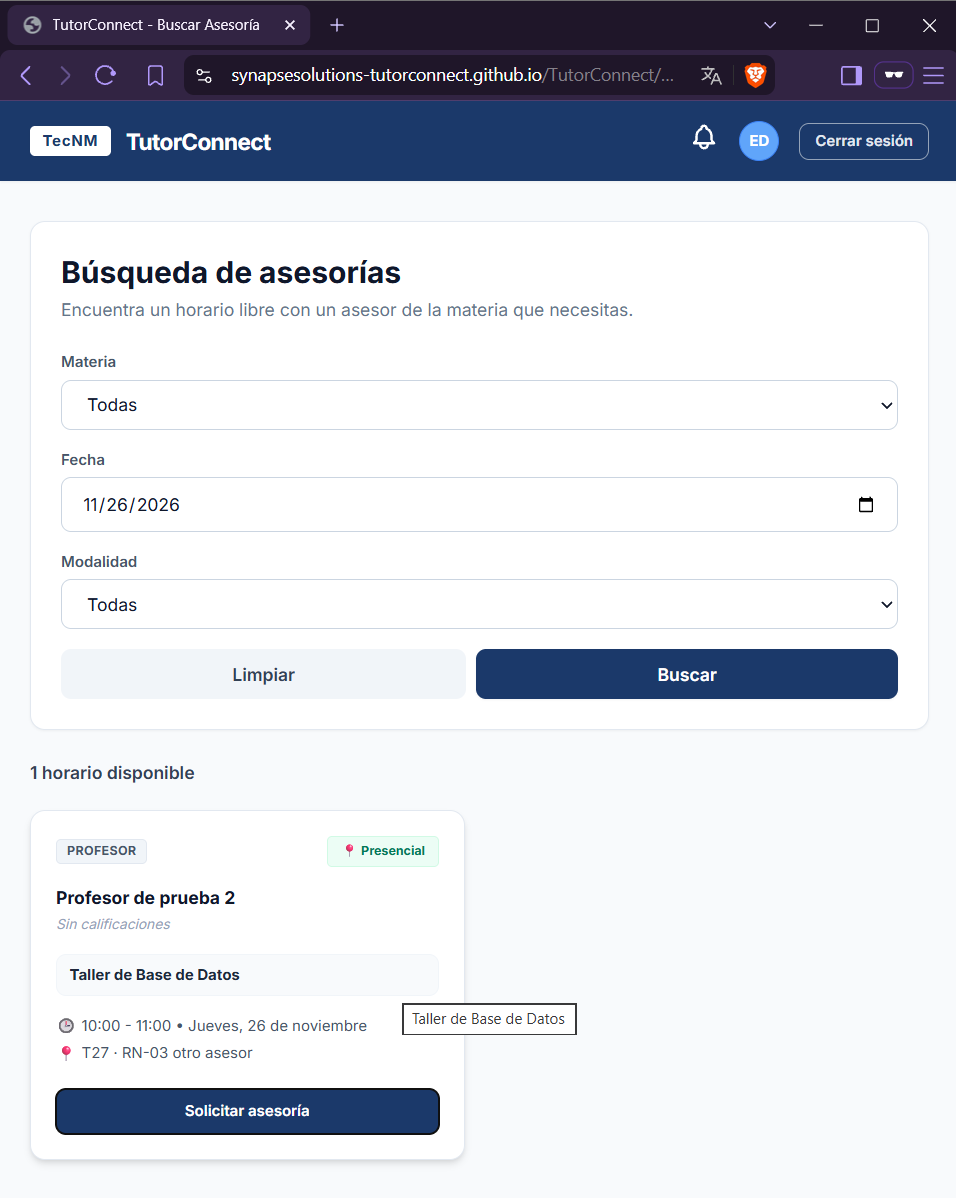 TutorConnect - Buscar Asesoría
synapsesolutions-tutorconnect.github.io/TutorConnect/...
TecNM TutorConnect ED Cerrar sesión
Búsqueda de asesorías
Encuentra un horario libre con un asesor de la materia que necesitas.
Materia
Todas
Fecha
11/26/2026
Modalidad
Todas
Limpiar Buscar
1 horario disponible
PROFESOR Presencial
Profesor de prueba 2
Sin calificaciones
Taller de Base de Datos
10:00 - 11:00 • Jueves, 26 de noviembre
Taller de Base de Datos
T27 · RN-03 otro asesor
Solicitar asesoría